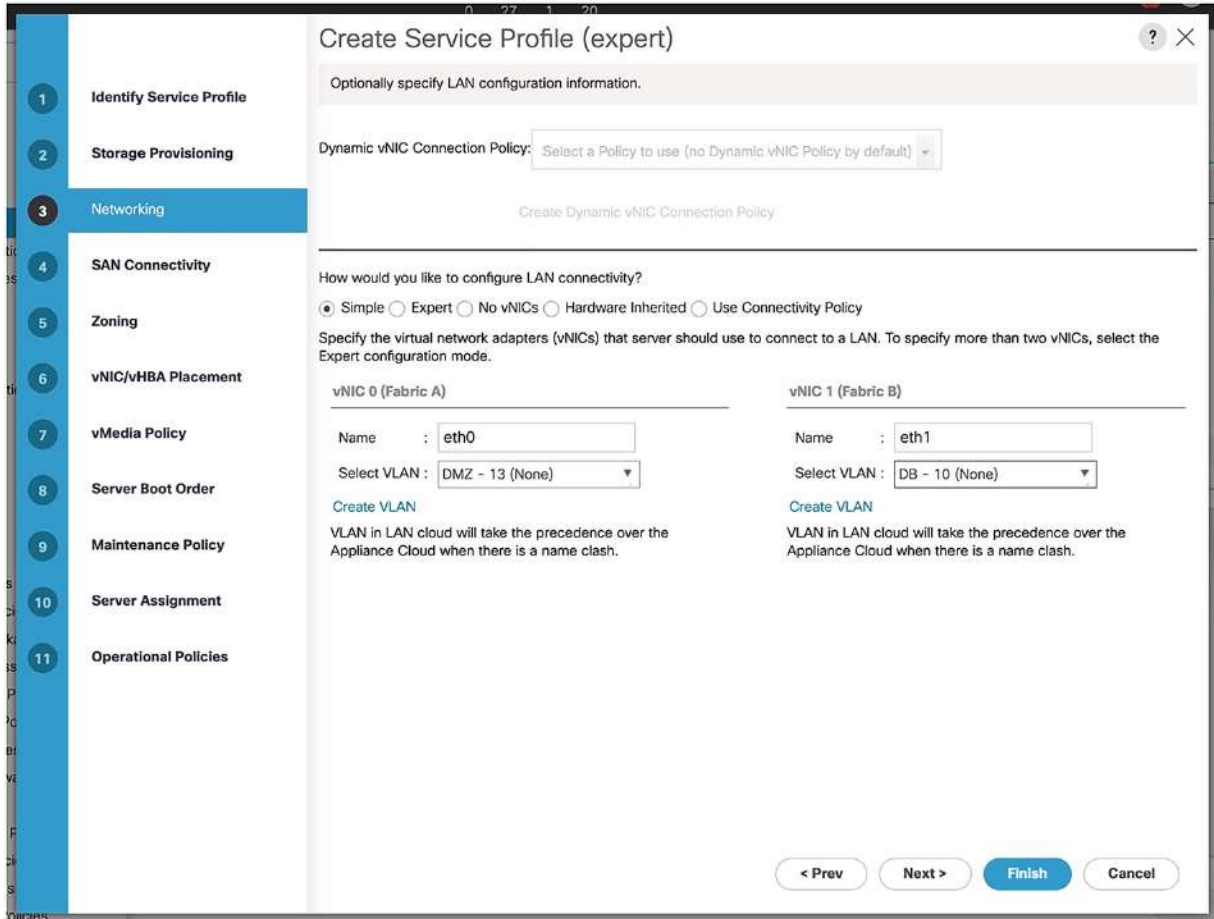 0 27 1 20
Create Service Profile (expert)
?
Optionally specify LAN configuration information.
1 Identify Service Profile
2 Storage Provisioning
3 Networking
4 SAN Connectivity
5 Zoning
6 vNIC/vHBA Placement
7 vMedia Policy
8 Server Boot Order
9 Maintenance Policy
10 Server Assignment
11 Operational Policies
Dynamic vNIC Connection Policy: Select a Policy to use (no Dynamic vNIC Policy by default)
Create Dynamic vNIC Connection Policy
How would you like to configure LAN connectivity?
Simple Expert No vNICs Hardware Inherited Use Connectivity Policy
Specify the virtual network adapters (vNICs) that server should use to connect to a LAN. To specify more than two vNICs, select the
Expert configuration mode.
vNIC 0 (Fabric A)
Name : eth0
Select VLAN : DMZ - 13 (None)
Create VLAN
VLAN in LAN cloud will take the precedence over the
Appliance Cloud when there is a name clash.
vNIC 1 (Fabric B)
Name : eth1
Select VLAN : DB - 10 (None)
Create VLAN
VLAN in LAN cloud will take the precedence over the
Appliance Cloud when there is a name clash.
< Prev Next > Finish Cancel